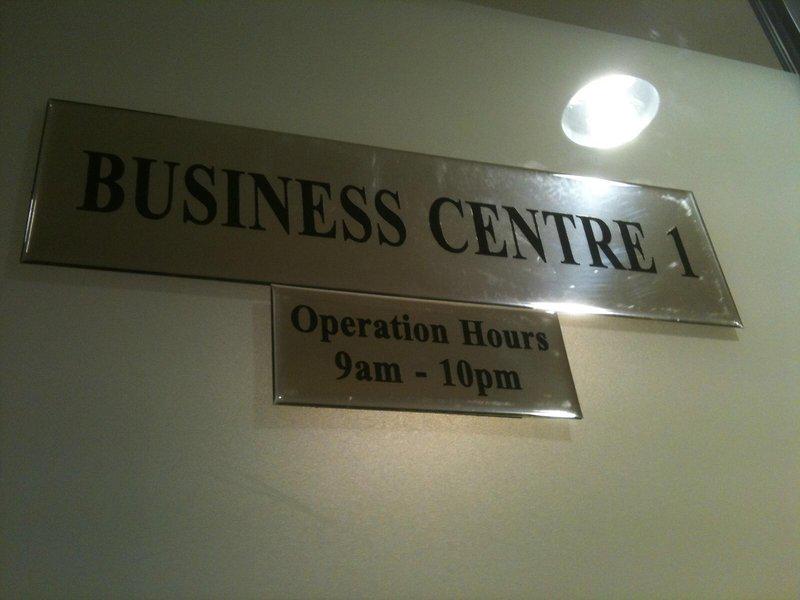 BUSINESS CENTRE 1
Operation Hours
9am - 10pm